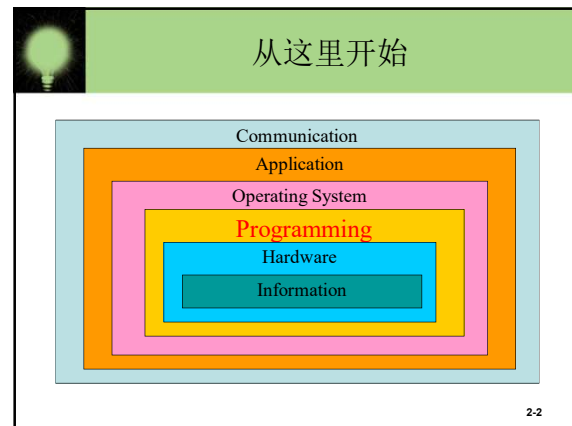 从这里开始
Communication
Application
Operating System
Programming
Hardware
Information
2-2